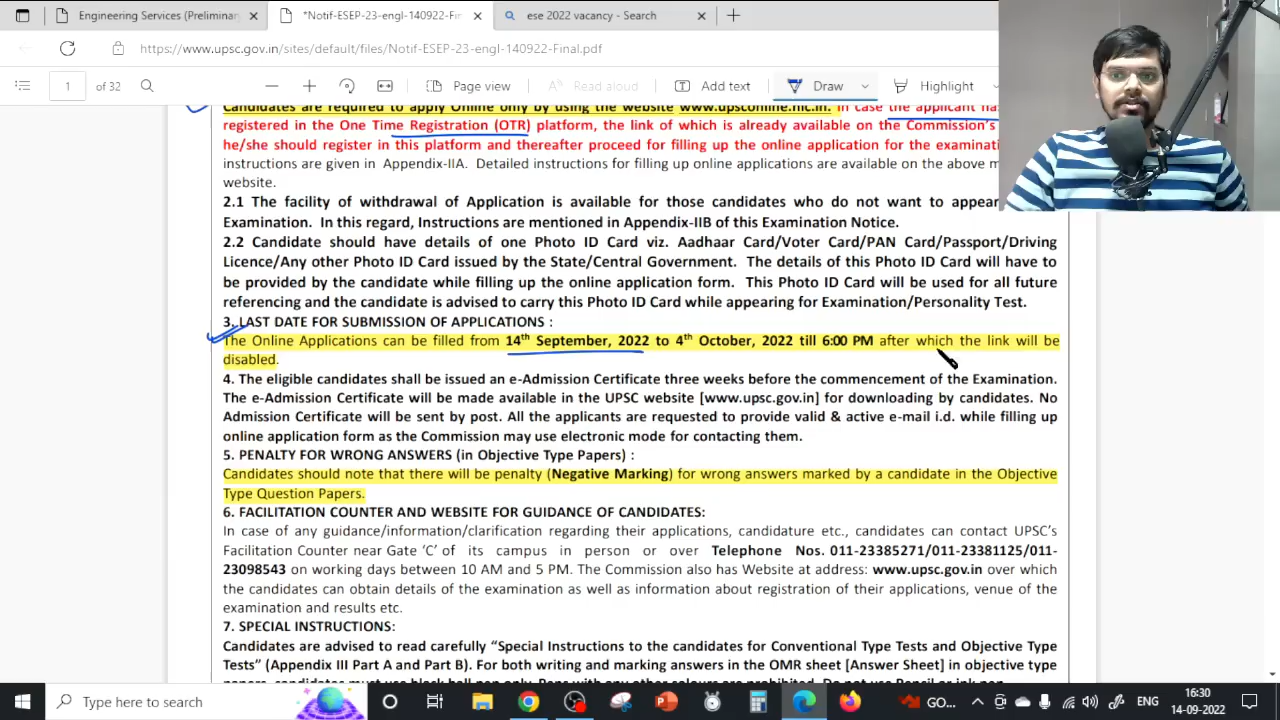 Engineering Services (Preliminary
*Notif-ESEP-23-engl-140922-Fin
ese 2022 vacancy - Search
https://www.upsc.gov.in/sites/default/files/Notif-ESEP-23-engl-140922-Final.pdf
1 of 32
Page view
Read aloud
Add text
Draw
Highlight
Candidates are required to apply Online only by using the website www.upsconline.nic.in. In case the applicant has
registered in the One Time Registration (OTR) platform, the link of which is already available on the Commission's
he/she should register in this platform and thereafter proceed for filling up the online application for the examinati
instructions are given in Appendix-IIA. Detailed instructions for filling up online applications are available on the above m
website.
2.1 The facility of withdrawal of Application is available for those candidates who do not want to appear
Examination. In this regard, Instructions are mentioned in Appendix-IIB of this Examination Notice.
2.2 Candidate should have details of one Photo ID Card viz. Aadhaar Card/Voter Card/PAN Card/Passport/Driving
Licence/Any other Photo ID Card issued by the State/Central Government. The details of this Photo ID Card will have to
be provided by the candidate while filling up the online application form. This Photo ID Card will be used for all future
referencing and the candidate is advised to carry this Photo ID Card while appearing for Examination/Personality Test.
3. LAST DATE FOR SUBMISSION OF APPLICATIONS :
The Online Applications can be filled from 14th September, 2022 to 4th October, 2022 till 6:00 PM after which the link will be
disabled.
4. The eligible candidates shall be issued an e-Admission Certificate three weeks before the commencement of the Examination.
The e-Admission Certificate will be made available in the UPSC website [www.upsc.gov.in] for downloading by candidates. No
Admission Certificate will be sent by post. All the applicants are requested to provide valid & active e-mail i.d. while filling up
online application form as the Commission may use electronic mode for contacting them.
5. PENALTY FOR WRONG ANSWERS (in Objective Type Papers) :
Candidates should note that there will be penalty (Negative Marking) for wrong answers marked by a candidate in the Objective
Type Question Papers.
6. FACILITATION COUNTER AND WEBSITE FOR GUIDANCE OF CANDIDATES:
In case of any guidance/information/clarification regarding their applications, candidature etc., candidates can contact UPSC's
Facilitation Counter near Gate 'C' of its campus in person or over Telephone Nos. 011-23385271/011-23381125/011-
23098543 on working days between 10 AM and 5 PM. The Commission also has Website at address: www.upsc.gov.in over which
the candidates can obtain details of the examination as well as information about registration of their applications, venue of the
examination and results etc.
7. SPECIAL INSTRUCTIONS:
Candidates are advised to read carefully "Special Instructions to the candidates for Conventional Type Tests and Objective Type
Tests" (Appendix III Part A and Part B). For both writing and marking answers in the OMR sheet [Answer Sheet] in objective type
papers, candidates must use black ball pen only. Pens with any other colours are prohibited. Do not use Pencil or Ink pen
Type here to search
GO...
ENG
16:30
14-09-2022